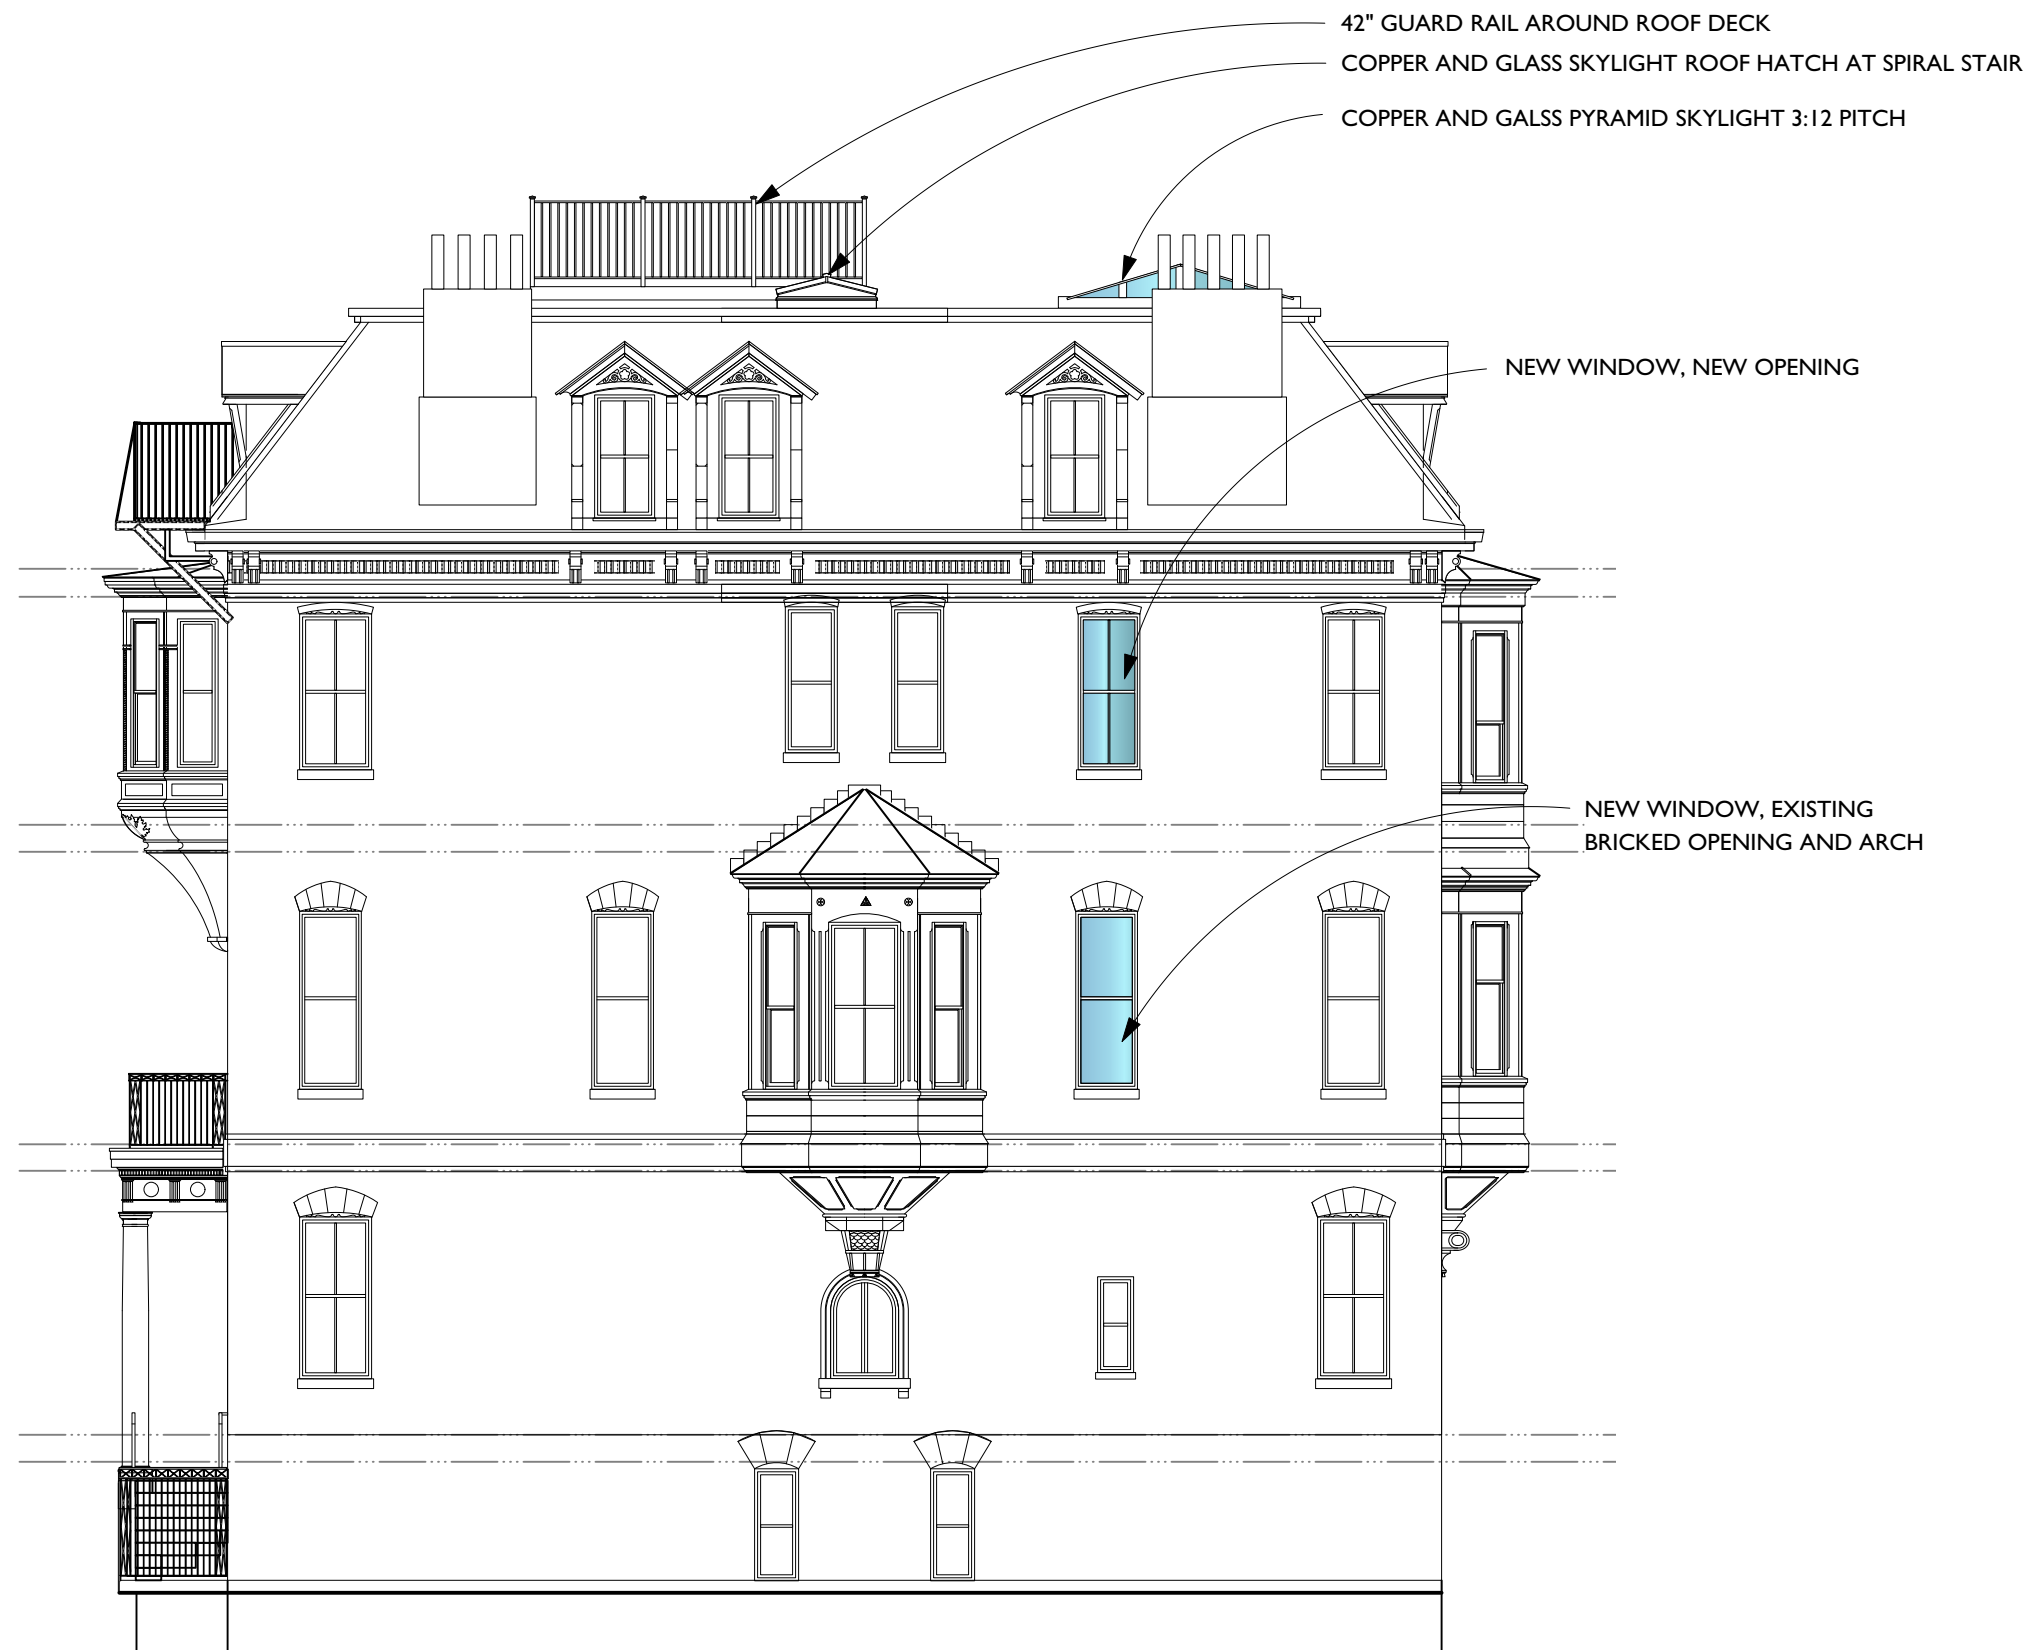 42" GUARD RAIL AROUND ROOF DECK
COPPER AND GLASS SKYLIGHT ROOF HATCH AT SPIRAL STAIR
COPPER AND GALSS PYRAMID SKYLIGHT 3:12 PITCH
NEW WINDOW, NEW OPENING
NEW WINDOW, EXISTING
BRICKED OPENING AND ARCH